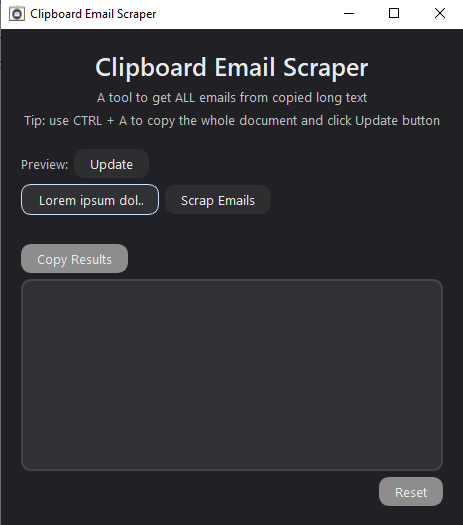 Clipboard Email Scraper
Clipboard Email Scraper
A tool to get ALL emails from copied long text
Tip: use CTRL + A to copy the whole document and click Update button
Preview: Update
Lorem ipsum dol.. Scrap Emails
Copy Results
Reset